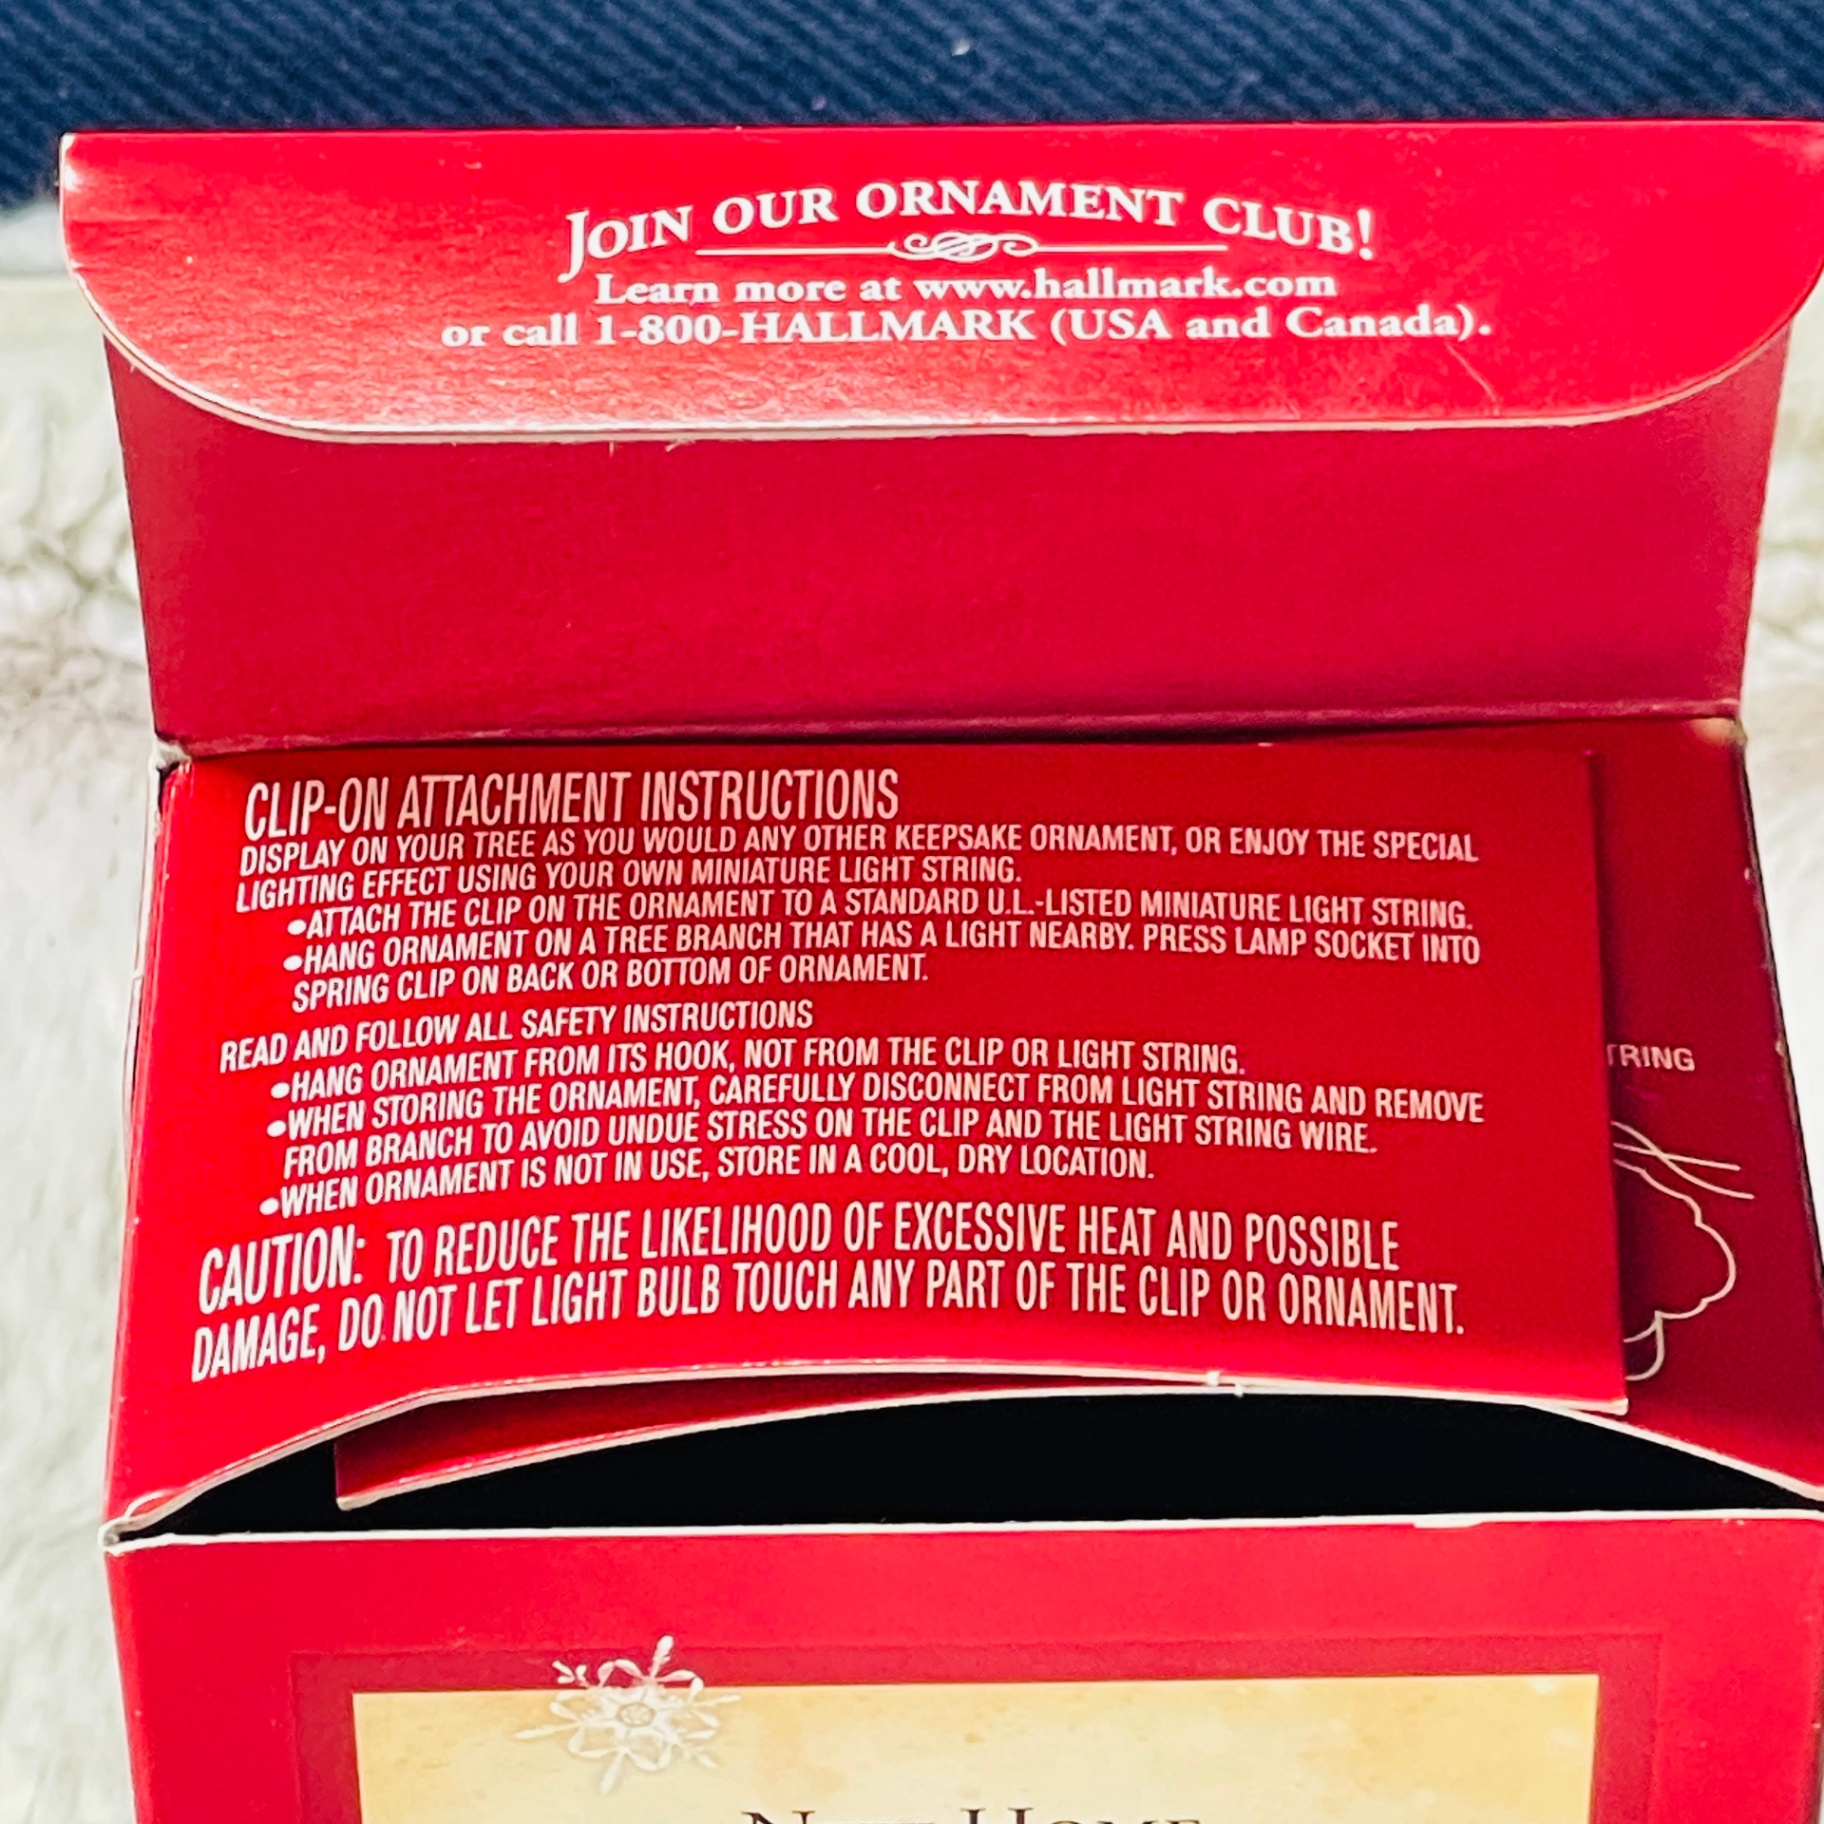 JOIN OUR ORNAMENT CLUB!
Learn more at www.hallmark.com
or call 1-800-HALLMARK (USA and Canada).
CLIP-ON ATTACHMENT INSTRUCTIONS
DISPLAY ON YOUR TREE AS YOU WOULD ANY OTHER KEEPSAKE ORNAMENT, OR ENJOY THE SPECIAL
LIGHTING EFFECT USING YOUR OWN MINIATURE LIGHT STRING.
•ATTACH THE CLIP ON THE ORNAMENT TO A STANDARD U.L.-LISTED MINIATURE LIGHT STRING.
•HANG ORNAMENT ON A TREE BRANCH THAT HAS A LIGHT NEARBY. PRESS LAMP SOCKET INTO
SPRING CLIP ON BACK OR BOTTOM OF ORNAMENT.
READ AND FOLLOW ALL SAFETY INSTRUCTIONS
•HANG ORNAMENT FROM ITS HOOK, NOT FROM THE CLIP OR LIGHT STRING.
•WHEN STORING THE ORNAMENT, CAREFULLY DISCONNECT FROM LIGHT STRING AND REMOVE
FROM BRANCH TO AVOID UNDUE STRESS ON THE CLIP AND THE LIGHT STRING WIRE.
•WHEN ORNAMENT IS NOT IN USE, STORE IN A COOL, DRY LOCATION.
CAUTION: TO REDUCE THE LIKELIHOOD OF EXCESSIVE HEAT AND POSSIBLE
DAMAGE, DO NOT LET LIGHT BULB TOUCH ANY PART OF THE CLIP OR ORNAMENT.
TRING
HOME